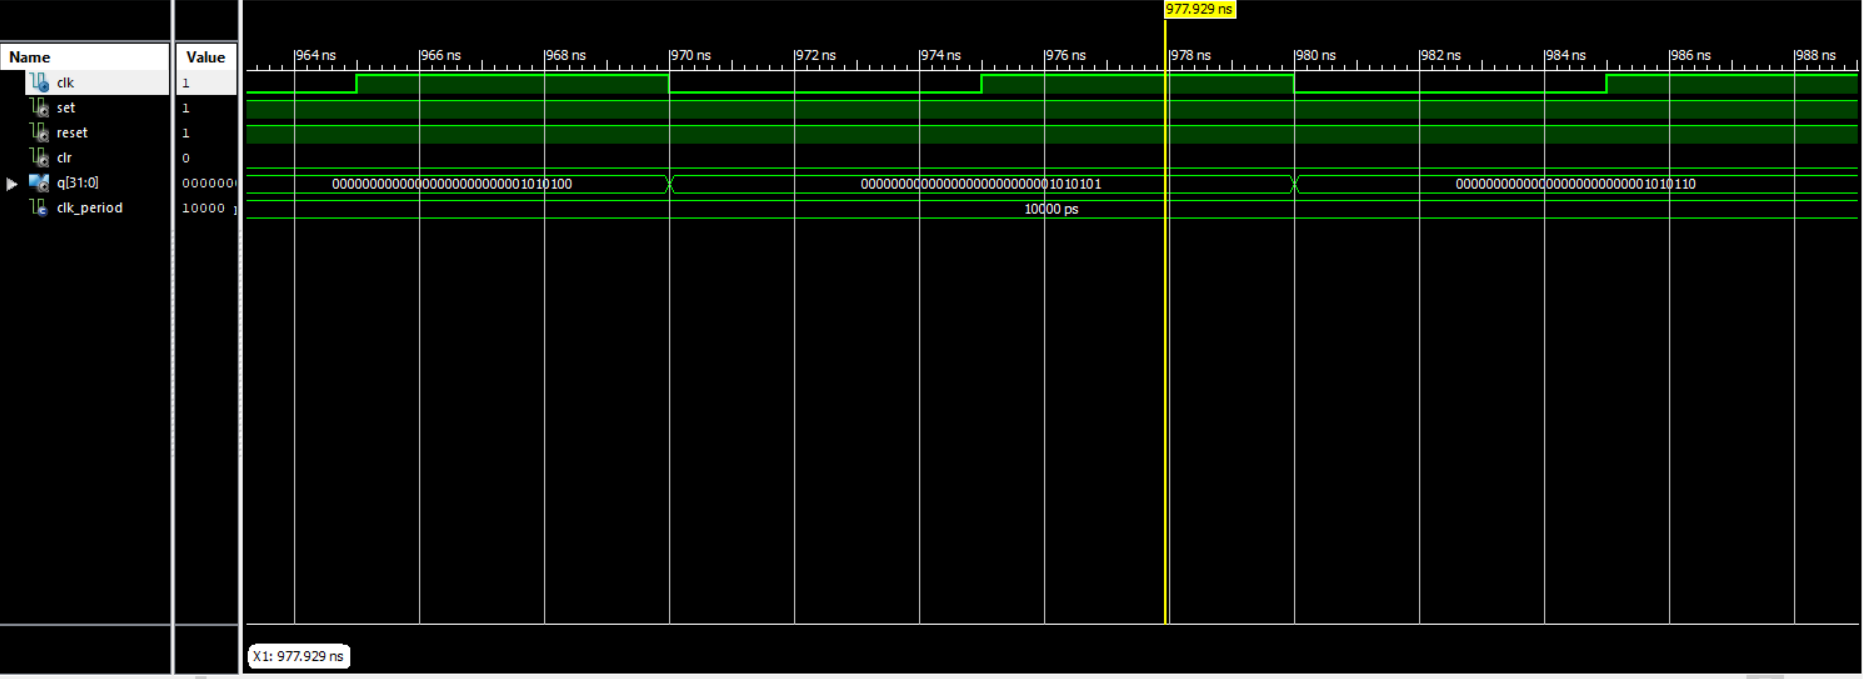 977.929 ns
Name Value 964 ns 966 ns 968 ns 970 ns 972 ns 974 ns 976 ns 978 ns 980 ns 982 ns 984 ns 986 ns 988 ns
clk 1
set 1
reset 1
clr 0
q[31:0] 000000 00000000000000000000000001010100 00000000000000000000000001010101 00000000000000000000000001010110
clk_period 10000 10000 ps
X1: 977.929 ns